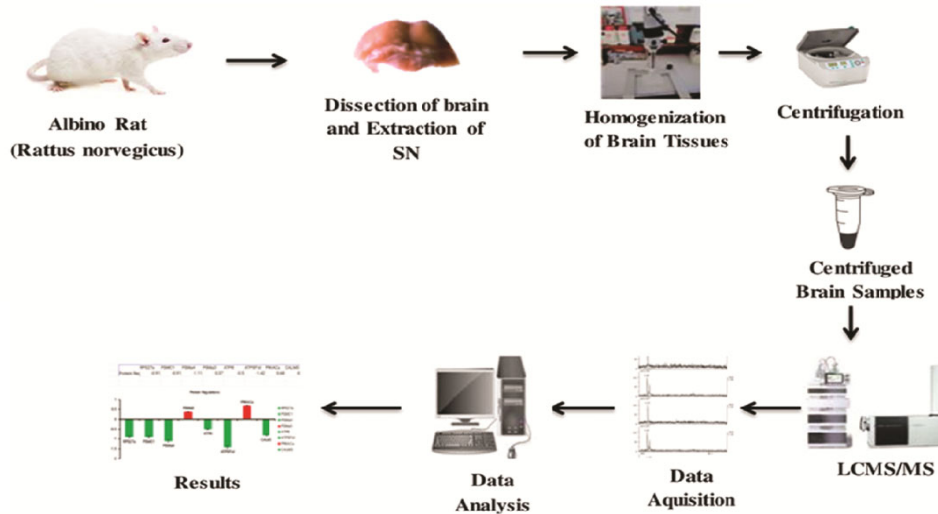 Albino Rat
(Rattus norvegicus)
Dissection of brain
and Extraction of
SN
Homogenization
of Brain Tissues
Centrifugation
Centrifuged
Brain Samples
LCMS/MS
Data
Aquisition
Data
Analysis
Results